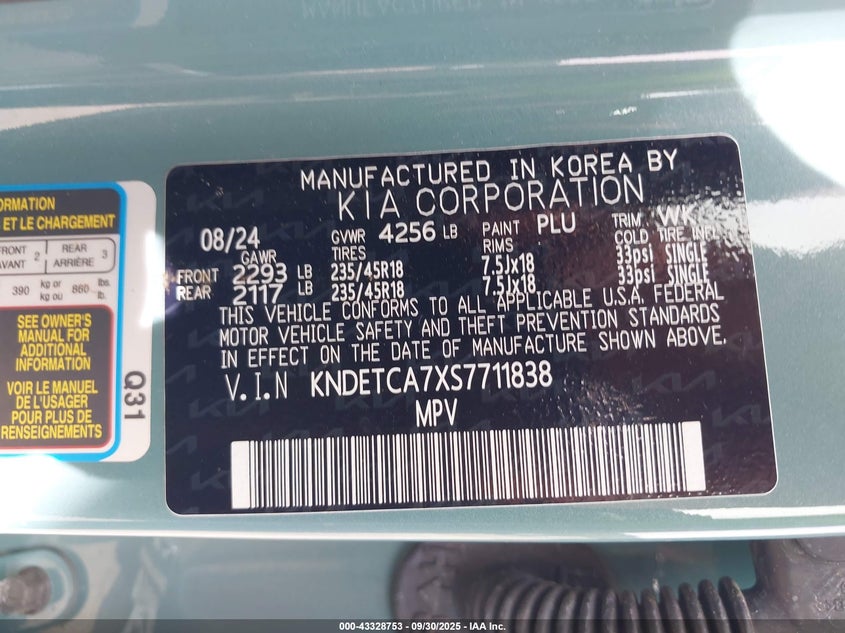 MANUFACTURED IN KOREA BY
KIA CORPORATION
08/24 GVWR 4256 LB PAINT PLU TRIM WK
GAWR TIRES RIMS COLD TIRE INFL
FRONT 2293 LB 235/45R18 7.5Jx18 33psi SINGLE
REAR 2117 LB 235/45R18 7.5Jx18 33psi SINGLE
THIS VEHICLE CONFORMS TO ALL APPLICABLE U.S.A. FEDERAL
MOTOR VEHICLE SAFETY AND THEFT PREVENTION STANDARDS
IN EFFECT ON THE DATE OF MANUFACTURE SHOWN ABOVE.
V.I.N KNDETCA7XS7711838
MPV
ET LE CHARGEMENT
FRONT 2 REAR 3
AVANT ARRIÈRE
390 kg or lbs.
kg ou 860 lb.
SEE OWNER'S
MANUAL FOR
ADDITIONAL
INFORMATION
VOIR LE MANUEL
DE L'USAGER
POUR PLUS DE
RENSEIGNEMENTS
Q31
000-43328753 - 09/30/2025 - IAA Inc.